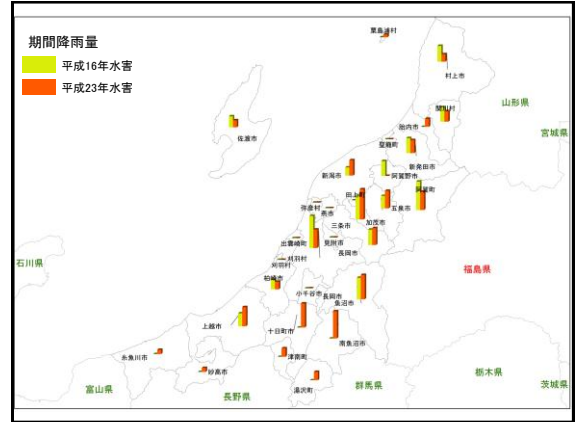 期間降雨量
平成16年水害
平成23年水害
粟島浦村
村上市
山形県
関川村
胎内市
宮城県
聖籠町
佐渡市
新発田市
新潟市
阿賀野市
阿賀町
田上町
弥彦村
五泉市
燕市
三条市
加茂市
出雲崎町
見附市
長岡市
刈羽村
刈羽村
石川県
福島県
柏崎市
小千谷市
長岡市
魚沼市
上越市
十日町市
南魚沼市
糸魚川市
津南町
妙高市
湯沢町
群馬県
栃木県
富山県
長野県
茨城県